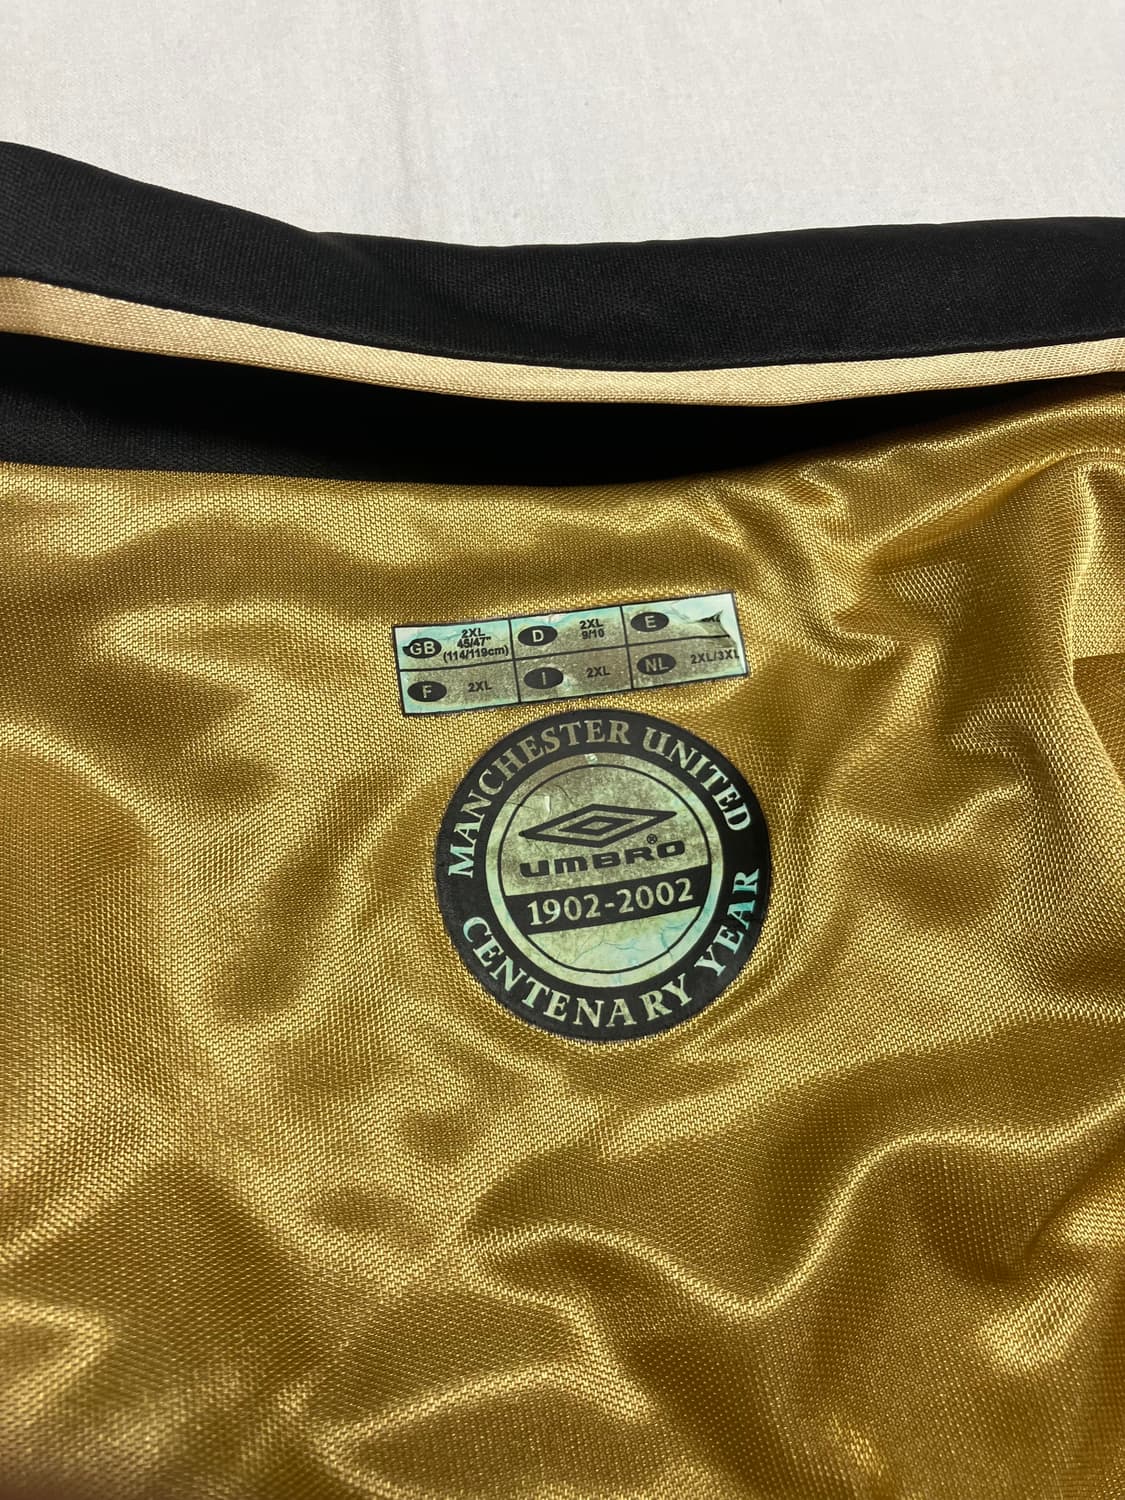 GB 2XL 45/47" (114/119cm)
D 2XL 9/10
E
F 2XL
I 2XL
NL 2XL/3XL
MANCHESTER UNITED
UMBRO®
1902-2002
CENTENARY YEAR